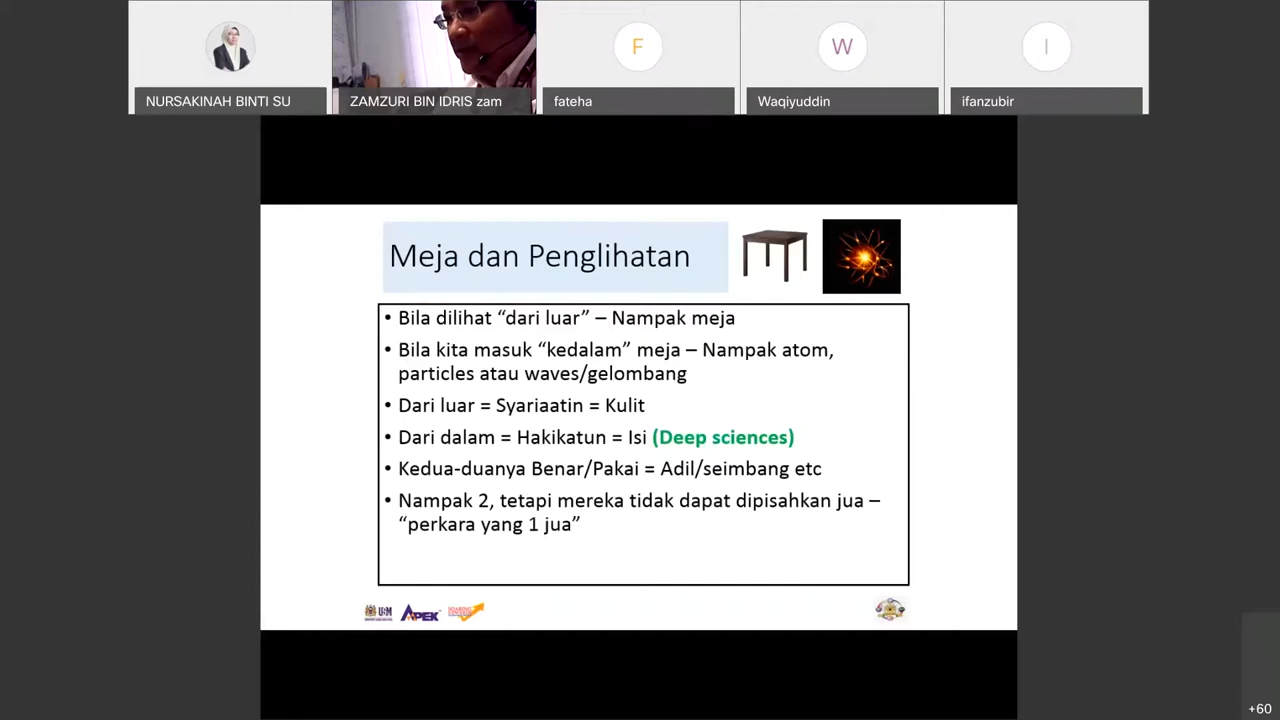 NURSAKINAH BINTI SU
ZAMZURI BIN IDRIS zam
F
fateha
W
Waqiyuddin
I
ifanzubir
Meja dan Penglihatan
• Bila dilihat “dari luar” – Nampak meja
• Bila kita masuk “kedalam” meja – Nampak atom,
particles atau waves/gelombang
• Dari luar = Syariaatin = Kulit
• Dari dalam = Hakikatun = Isi (Deep sciences)
• Kedua-duanya Benar/Pakai = Adil/seimbang etc
• Nampak 2, tetapi mereka tidak dapat dipisahkan jua –
“perkara yang 1 jua”
USM
APEX
+60